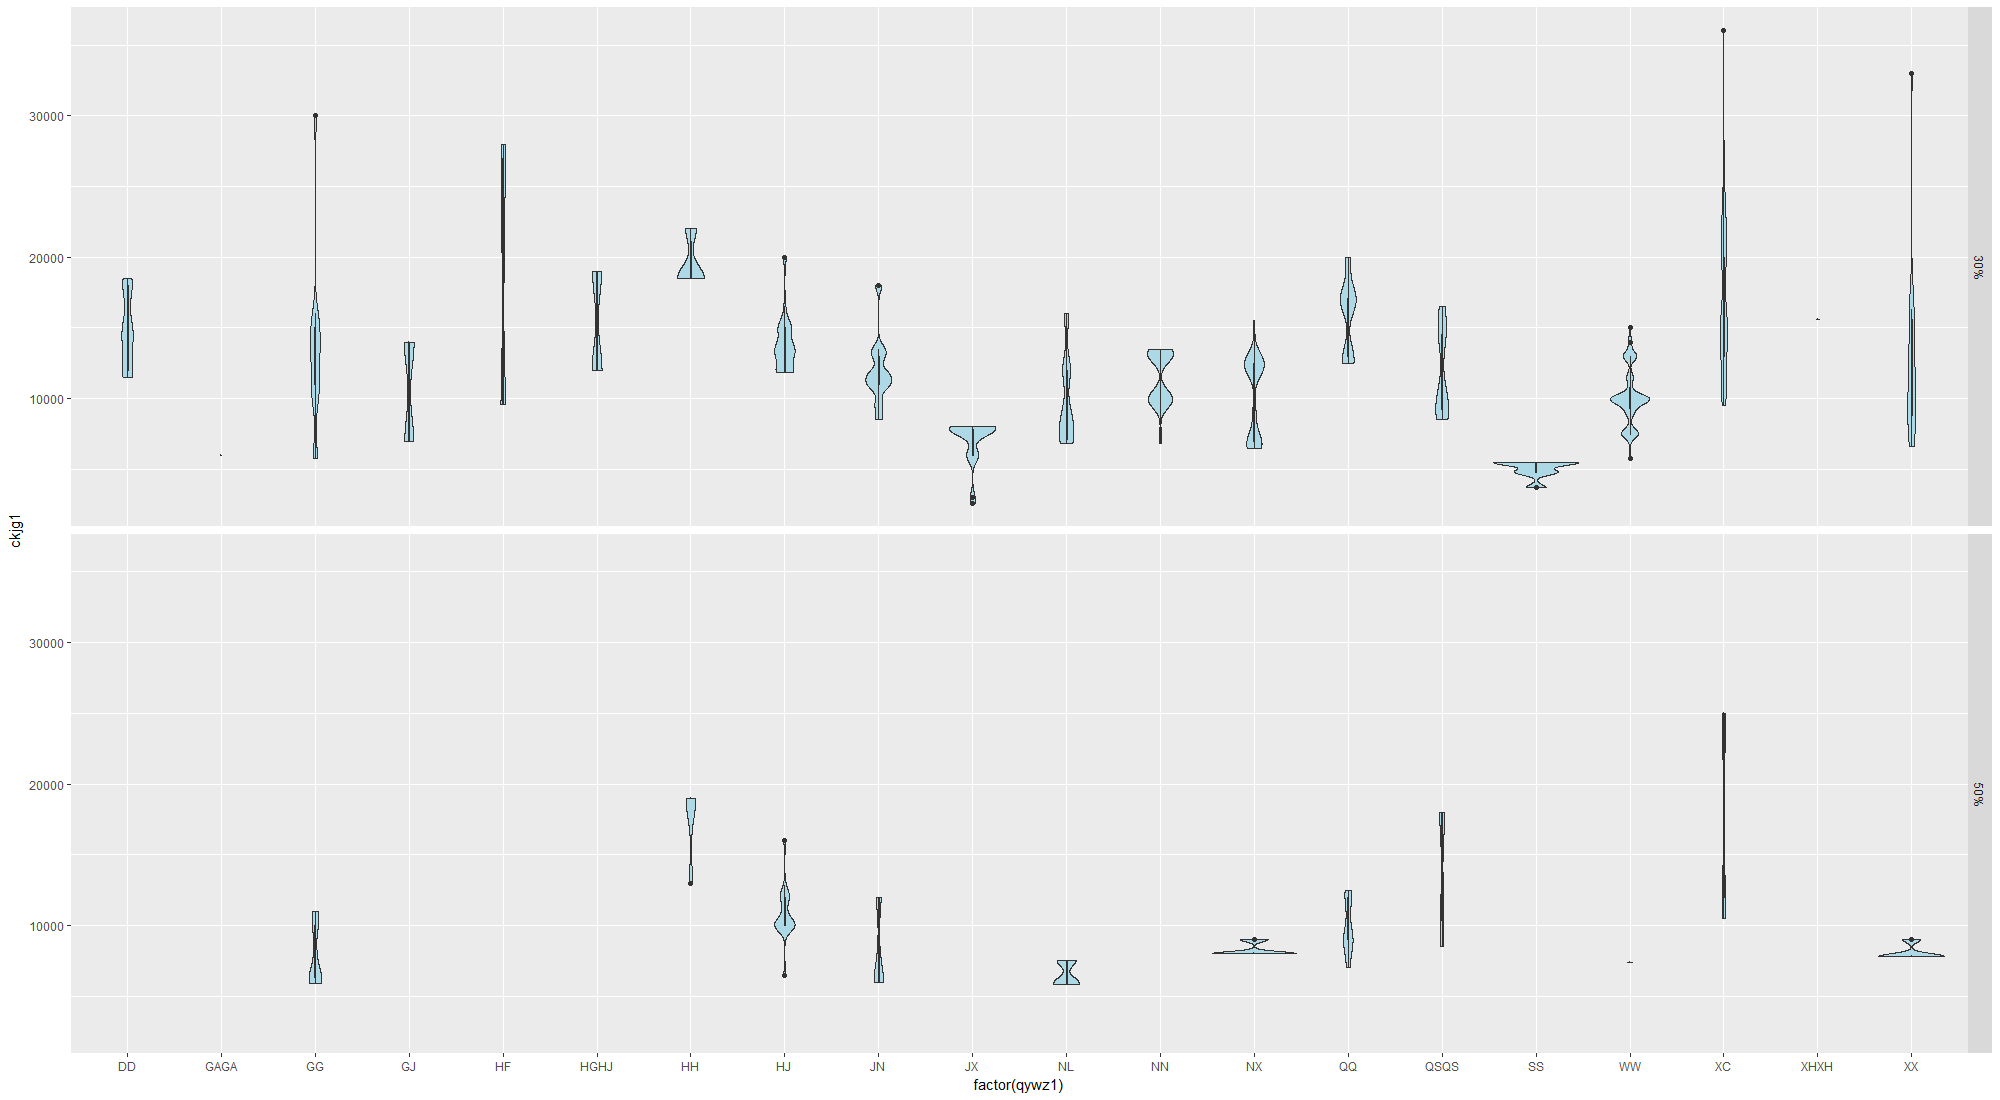 30000
20000
10000
30%
ckjg1
30000
20000
10000
50%
DD GAGA GG GJ HF HGHJ HH HJ JN JX NL NN NX QQ QSQS SS WW XC XHXH XX
factor(qywz1)